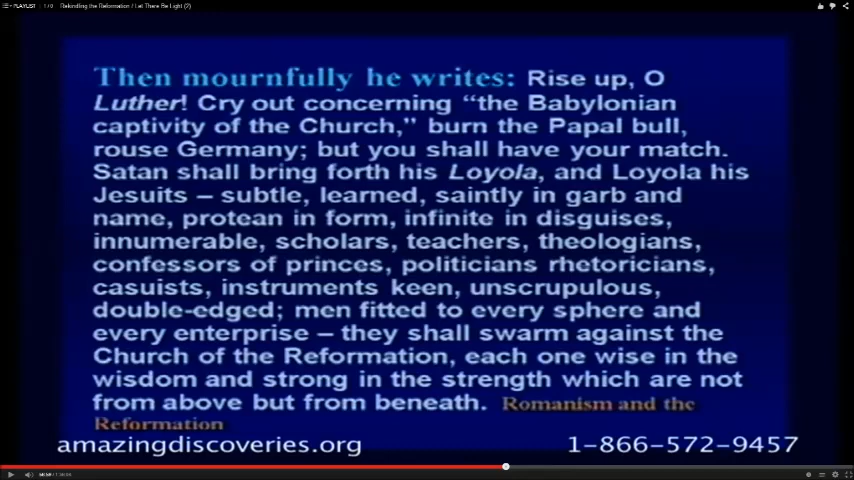 PLAYLIST 1 / 0 Rekindling the Reformation / Let There Be Light (2)
Then mournfully he writes: Rise up, O
Luther! Cry out concerning “the Babylonian
captivity of the Church,” burn the Papal bull,
rouse Germany; but you shall have your match.
Satan shall bring forth his Loyola, and Loyola his
Jesuits – subtle, learned, saintly in garb and
name, protean in form, infinite in disguises,
innumerable, scholars, teachers, theologians,
confessors of princes, politicians rhetoricians,
casuists, instruments keen, unscrupulous,
double-edged; men fitted to every sphere and
every enterprise – they shall swarm against the
Church of the Reformation, each one wise in the
wisdom and strong in the strength which are not
from above but from beneath. Romanism and the
Reformation
amazingdiscoveries.org 1-866-572-9457